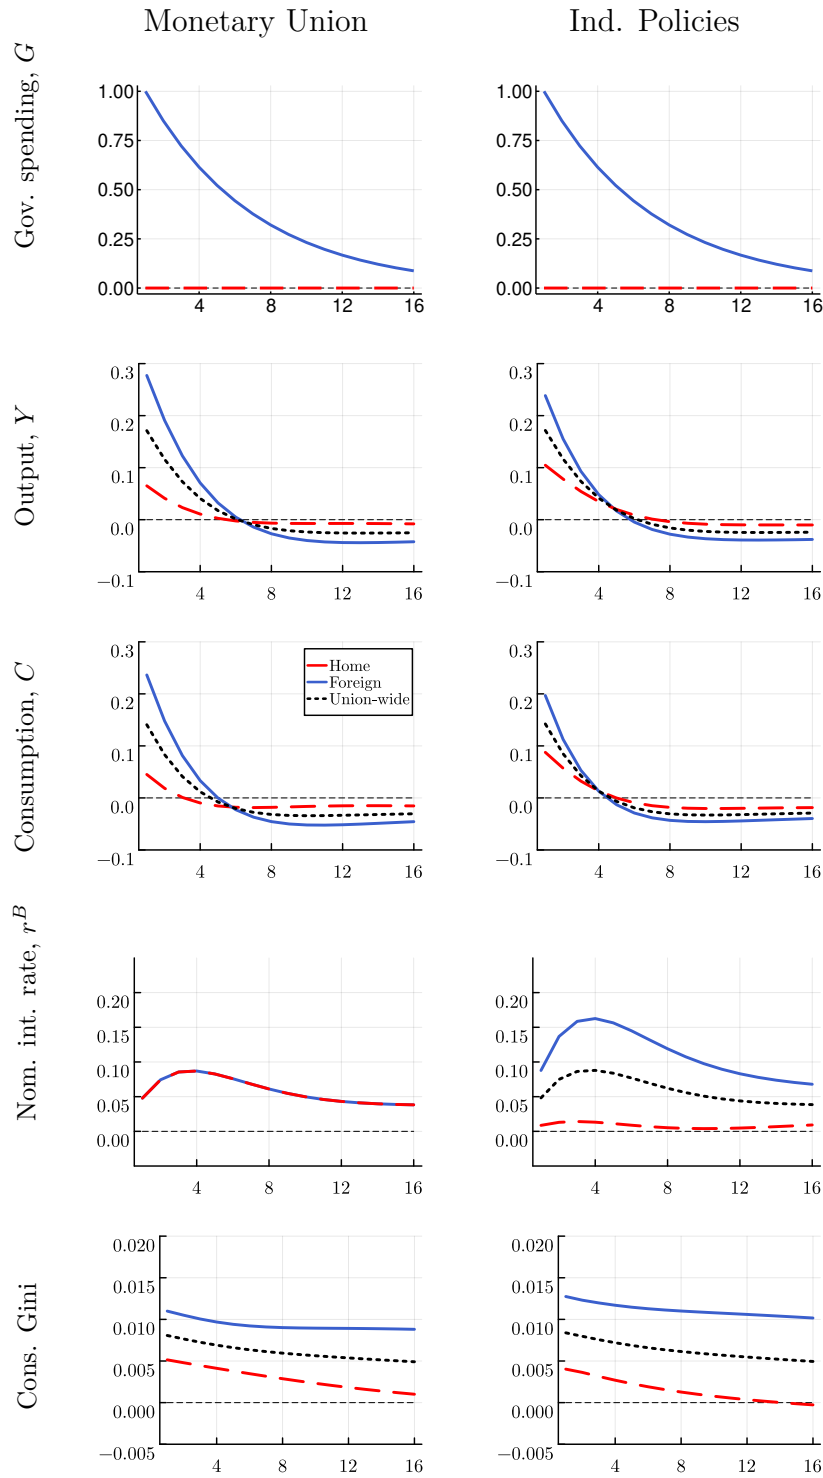 Monetary Union Ind. Policies
Gov. spending, G
1.00
0.75
0.50
0.25
0.00
4 8 12 16
1.00
0.75
0.50
0.25
0.00
4 8 12 16
Output, Y
0.3
0.2
0.1
0.0
−0.1
4 8 12 16
0.3
0.2
0.1
0.0
−0.1
4 8 12 16
Consumption, C
0.3
0.2
0.1
0.0
−0.1
4 8 12 16
Home
Foreign
Union-wide
0.3
0.2
0.1
0.0
−0.1
4 8 12 16
Nom. int. rate, r^B
0.20
0.15
0.10
0.05
0.00
4 8 12 16
0.20
0.15
0.10
0.05
0.00
4 8 12 16
Cons. Gini
0.020
0.015
0.010
0.005
0.000
−0.005
4 8 12 16
0.020
0.015
0.010
0.005
0.000
−0.005
4 8 12 16